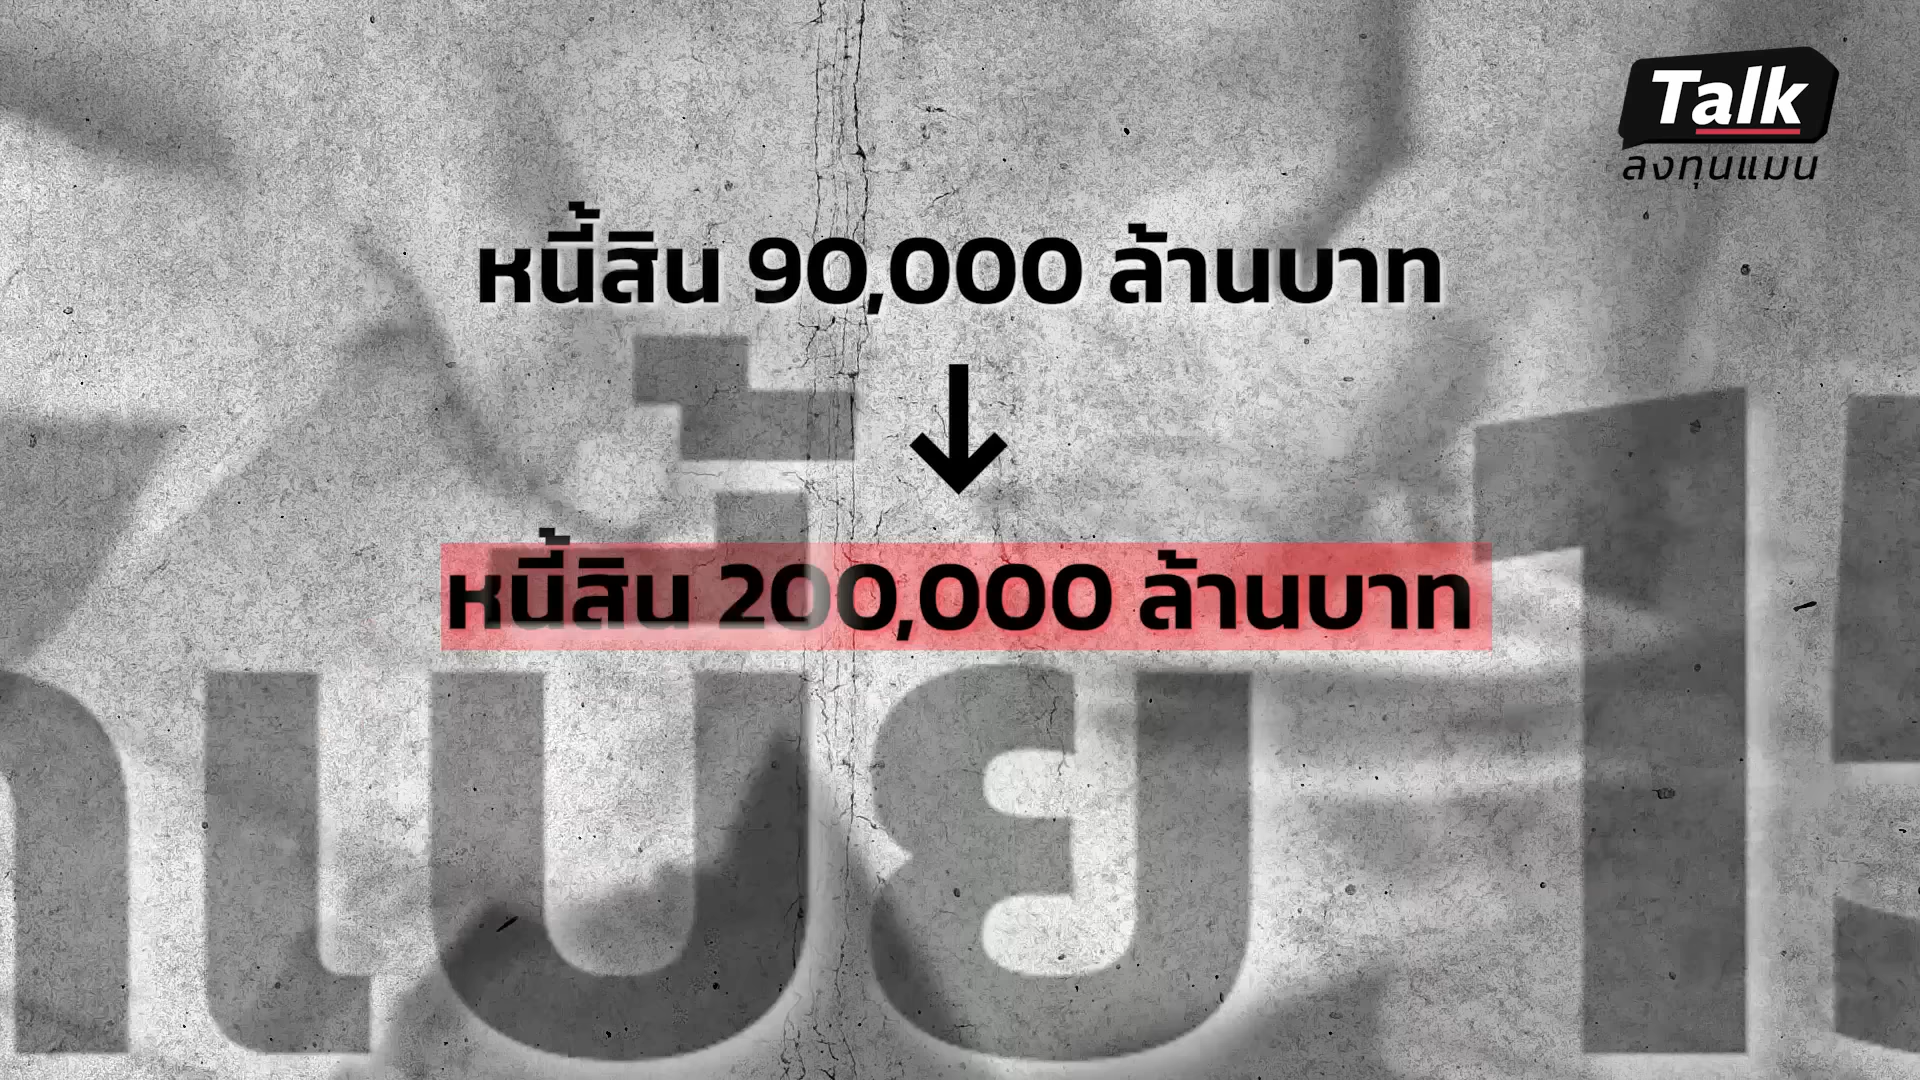 Talk
ลงทุนแมน
หนี้สิน 90,000 ล้านบาท
หนี้สิน 200,000 ล้านบาท